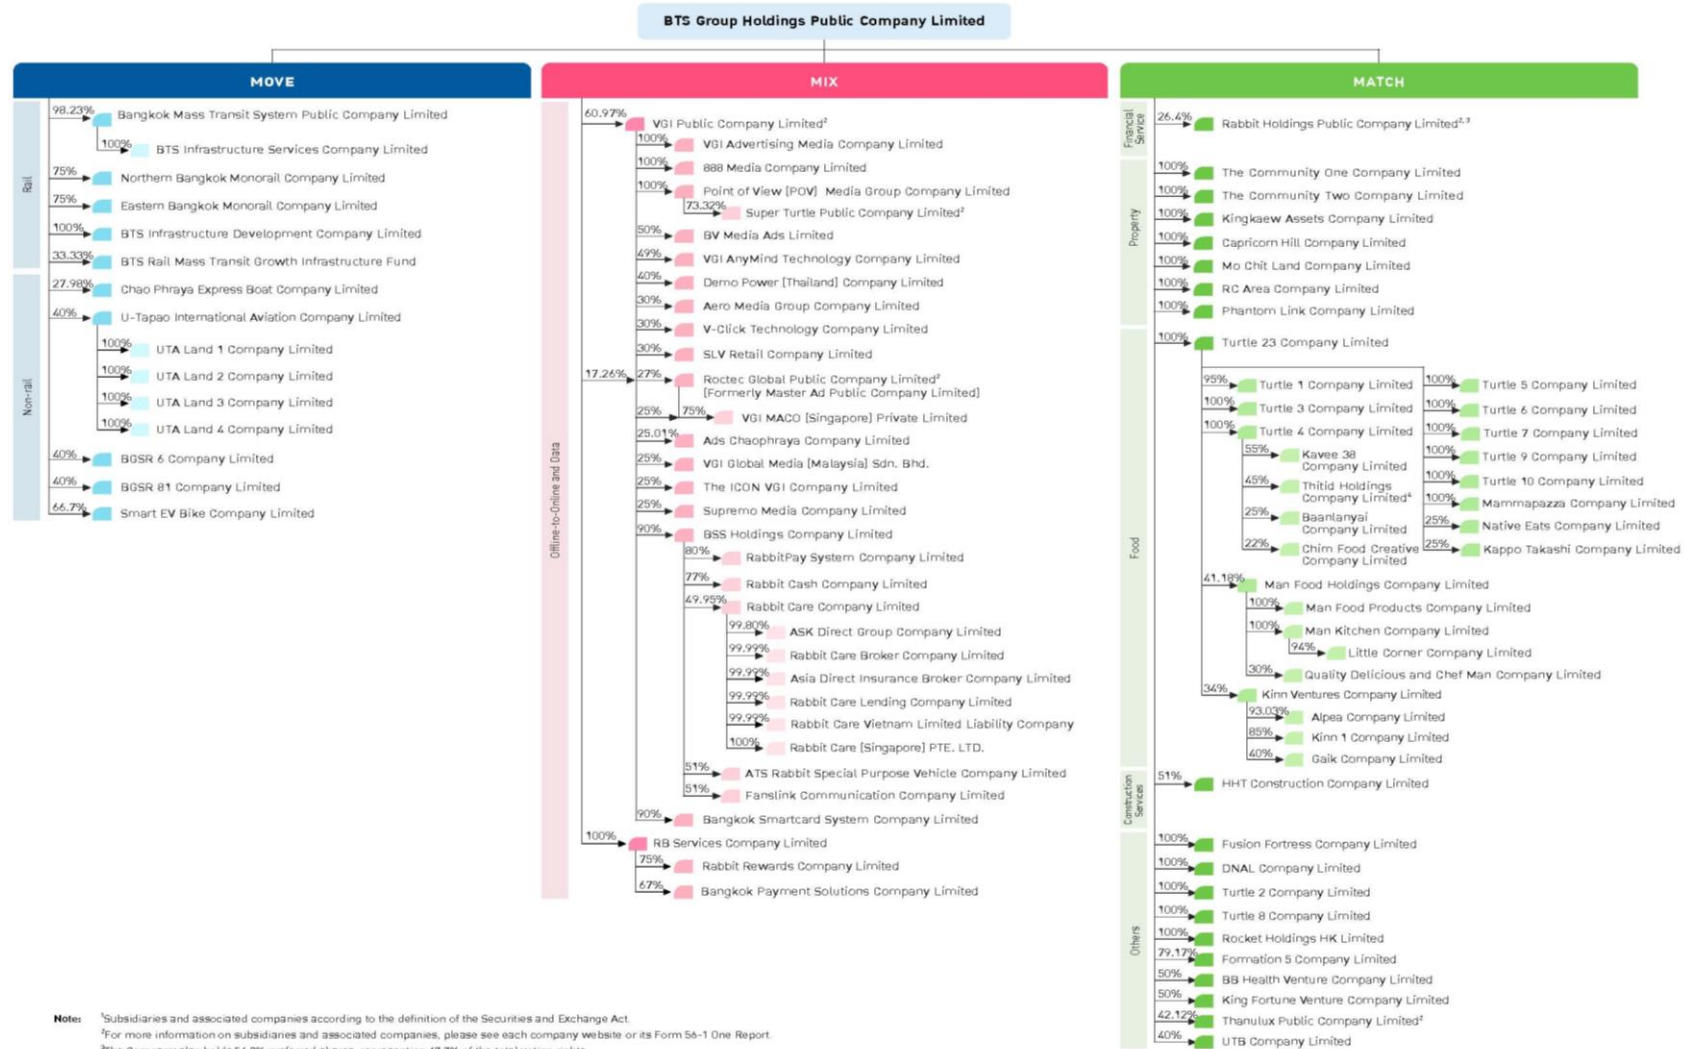 BTS Group Holdings Public Company Limited
MOVE
Rail
98.23% Bangkok Mass Transit System Public Company Limited
100% BTS Infrastructure Services Company Limited
75% Northern Bangkok Monorail Company Limited
75% Eastern Bangkok Monorail Company Limited
100% BTS Infrastructure Development Company Limited
33.33% BTS Rail Mass Transit Growth Infrastructure Fund
Non-rail
27.98% Chao Phraya Express Boat Company Limited
40% U-Tapao International Aviation Company Limited
100% UTA Land 1 Company Limited
100% UTA Land 2 Company Limited
100% UTA Land 3 Company Limited
100% UTA Land 4 Company Limited
40% BGSR 6 Company Limited
40% BGSR 81 Company Limited
66.7% Smart EV Bike Company Limited
MIX
Offline-to-Online and Data
60.97% VGI Public Company Limited²
100% VGI Advertising Media Company Limited
100% 888 Media Company Limited
100% Point of View [POV] Media Group Company Limited
73.32% Super Turtle Public Company Limited²
50% BV Media Ads Limited
49% VGI AnyMind Technology Company Limited
40% Demo Power [Thailand] Company Limited
30% Aero Media Group Company Limited
30% V-Click Technology Company Limited
30% SLV Retail Company Limited
17.26% 27% Roctec Global Public Company Limited²
[Formerly Master Ad Public Company Limited]
25% 75% VGI MACO [Singapore] Private Limited
25.01% Ads Chaophraya Company Limited
25% VGI Global Media [Malaysia] Sdn. Bhd.
25% The ICON VGI Company Limited
25% Supremo Media Company Limited
90% BSS Holdings Company Limited
80% RabbitPay System Company Limited
77% Rabbit Cash Company Limited
49.95% Rabbit Care Company Limited
99.80% ASK Direct Group Company Limited
99.99% Rabbit Care Broker Company Limited
99.99% Asia Direct Insurance Broker Company Limited
99.99% Rabbit Care Lending Company Limited
99.99% Rabbit Care Vietnam Limited Liability Company
100% Rabbit Care [Singapore] PTE. LTD.
51% ATS Rabbit Special Purpose Vehicle Company Limited
51% Fanslink Communication Company Limited
90% Bangkok Smartcard System Company Limited
100% RB Services Company Limited
75% Rabbit Rewards Company Limited
67% Bangkok Payment Solutions Company Limited
MATCH
Financial
Service
26.4% Rabbit Holdings Public Company Limited²,³
Property
100% The Community One Company Limited
100% The Community Two Company Limited
100% Kingkaew Assets Company Limited
100% Capricorn Hill Company Limited
100% Mo Chit Land Company Limited
100% RC Area Company Limited
100% Phantom Link Company Limited
Food
100% Turtle 23 Company Limited
95% Turtle 1 Company Limited
100% Turtle 3 Company Limited
100% Turtle 4 Company Limited
55% Kavee 38
Company Limited
45% Thitid Holdings
Company Limited⁴
25% Baanlanyai
Company Limited
22% Chim Food Creative
Company Limited
100% Turtle 5 Company Limited
100% Turtle 6 Company Limited
100% Turtle 7 Company Limited
100% Turtle 9 Company Limited
100% Turtle 10 Company Limited
100% Mammapazza Company Limited
25% Native Eats Company Limited
25% Kappo Takashi Company Limited
41.18% Man Food Holdings Company Limited
100% Man Food Products Company Limited
100% Man Kitchen Company Limited
94% Little Corner Company Limited
30% Quality Delicious and Chef Man Company Limited
34% Kinn Ventures Company Limited
93.03% Alpea Company Limited
85% Kinn 1 Company Limited
40% Gaik Company Limited
Construction
Services
51% HHT Construction Company Limited
Others
100% Fusion Fortress Company Limited
100% DNAL Company Limited
100% Turtle 2 Company Limited
100% Turtle 8 Company Limited
100% Rocket Holdings HK Limited
79.17% Formation 5 Company Limited
50% BB Health Venture Company Limited
50% King Fortune Venture Company Limited
42.12% Thanulux Public Company Limited²
40% UTB Company Limited
Note: ¹Subsidiaries and associated companies according to the definition of the Securities and Exchange Act.
²For more information on subsidiaries and associated companies, please see each company website or its Form 56-1 One Report.